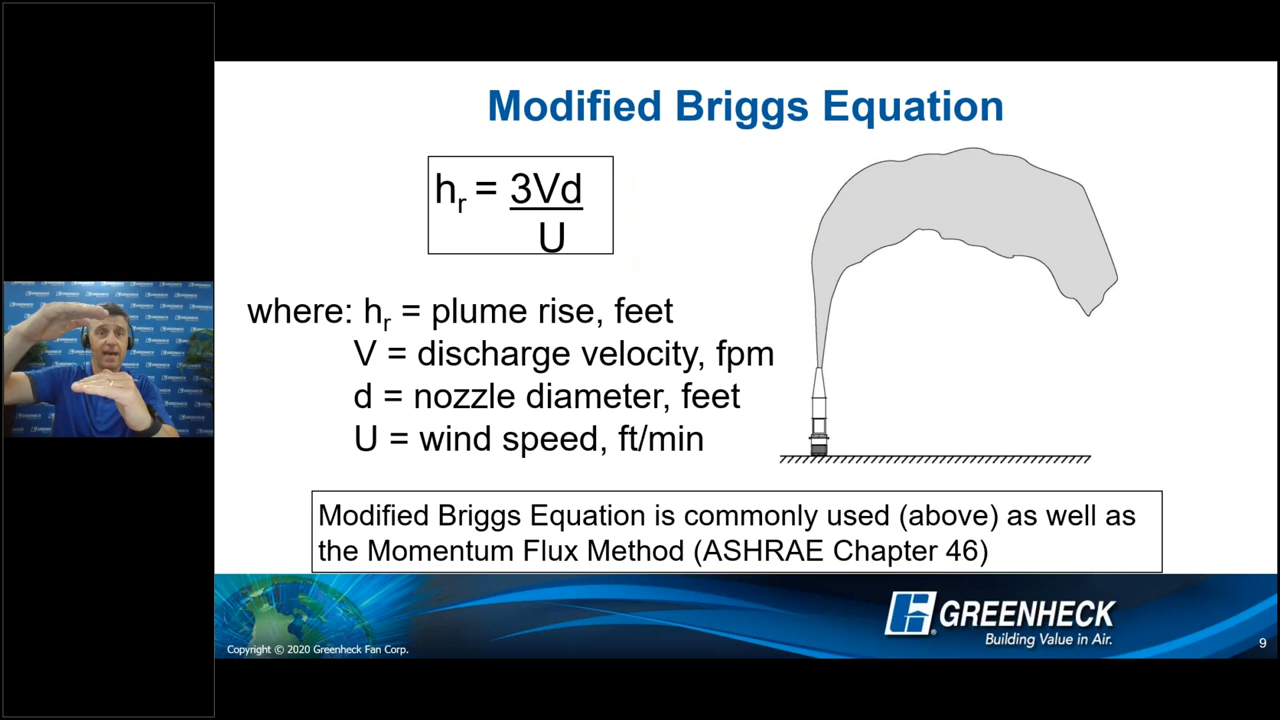 Modified Briggs Equation
hr = 3Vd
U
where: hr = plume rise, feet
V = discharge velocity, fpm
d = nozzle diameter, feet
U = wind speed, ft/min
Modified Briggs Equation is commonly used (above) as well as
the Momentum Flux Method (ASHRAE Chapter 46)
GREENHECK
Building Value in Air.
Copyright © 2020 Greenheck Fan Corp.
9